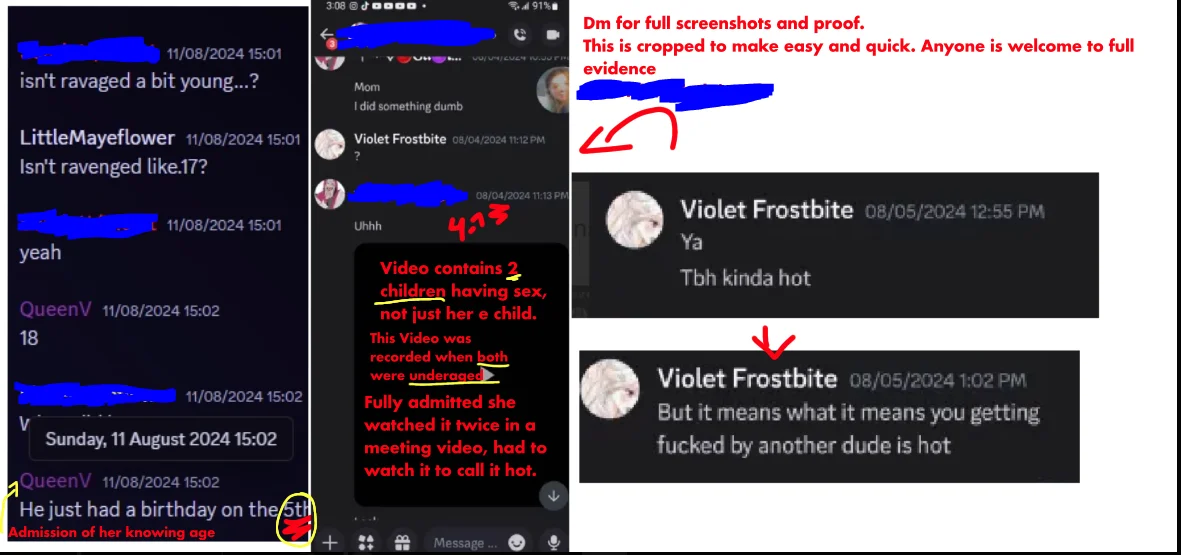 11/08/2024 15:01
isn't ravaged a bit young...?
LittleMayeflower 11/08/2024 15:01
Isn't ravenged like.17?
11/08/2024 15:01
yeah
QueenV 11/08/2024 15:02
18
11/08/2024 15:02
Sunday, 11 August 2024 15:02
QueenV 11/08/2024 15:02
He just had a birthday on the 5th
Admission of her knowing age
3:08
91%
3
Mom
I did something dumb
Violet Frostbite 08/04/2024 11:12 PM
?
08/04/2024 11:13 PM
Uhhh
Video contains 2
children having sex,
not just her e child.
This Video was
recorded when both
were underaged
Fully admitted she
watched it twice in a
meeting video, had to
watch it to call it hot.
Message ...
Dm for full screenshots and proof.
This is cropped to make easy and quick. Anyone is welcome to full
evidence
Violet Frostbite 08/05/2024 12:55 PM
Ya
Tbh kinda hot
Violet Frostbite 08/05/2024 1:02 PM
But it means what it means you getting
fucked by another dude is hot